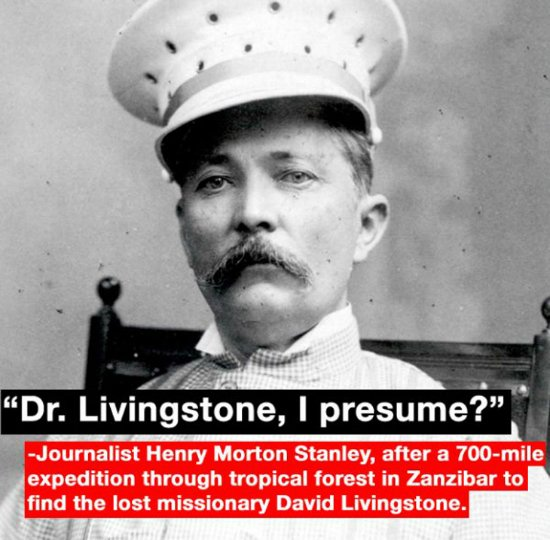 “Dr. Livingstone, I presume?”
-Journalist Henry Morton Stanley, after a 700-mile
expedition through tropical forest in Zanzibar to
find the lost missionary David Livingstone.